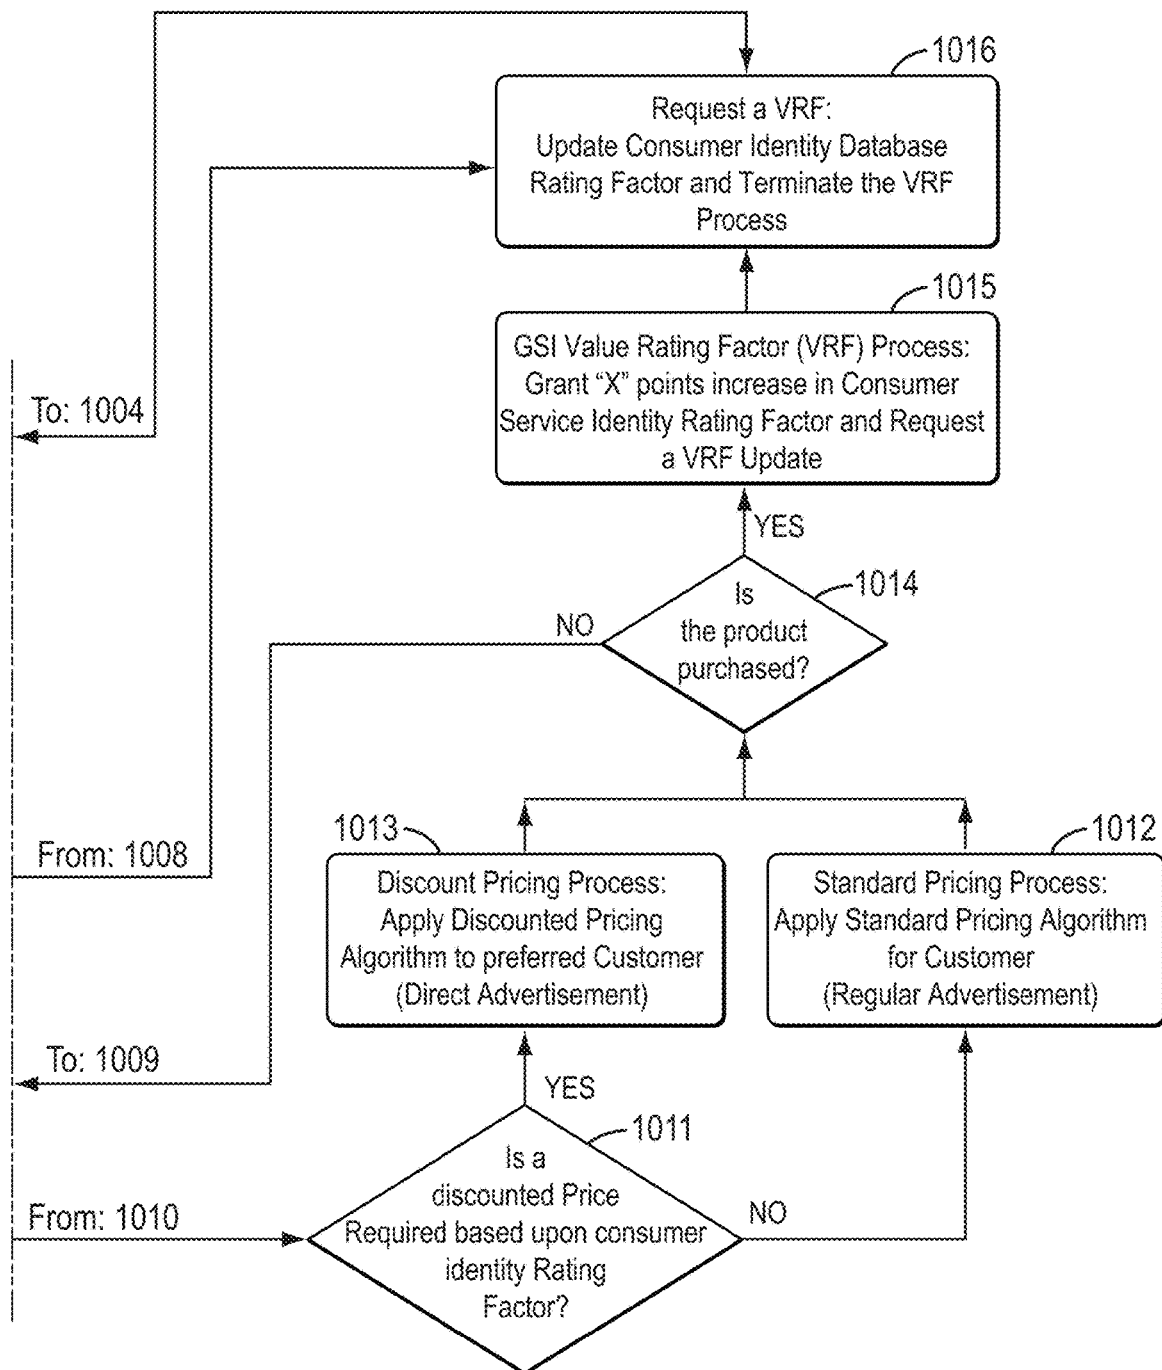 1016
Request a VRF:
Update Consumer Identity Database
Rating Factor and Terminate the VRF
Process
1015
GSI Value Rating Factor (VRF) Process:
Grant “X” points increase in Consumer
Service Identity Rating Factor and Request
a VRF Update
To: 1004
YES
1014
Is
the product
purchased?
NO
1013
Discount Pricing Process:
Apply Discounted Pricing
Algorithm to preferred Customer
(Direct Advertisement)
1012
Standard Pricing Process:
Apply Standard Pricing Algorithm
for Customer
(Regular Advertisement)
From: 1008
To: 1009
YES
1011
Is a
discounted Price
Required based upon consumer
identity Rating
Factor?
NO
From: 1010